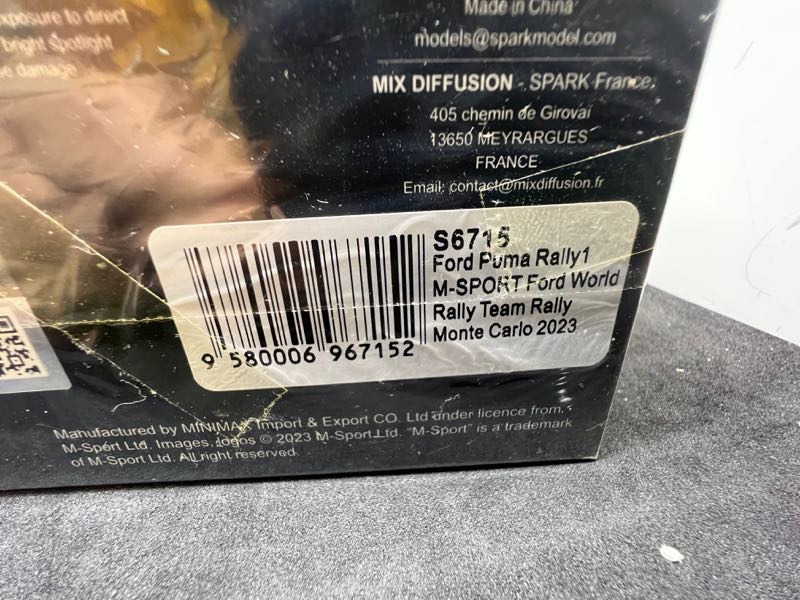 exposure to direct
bright spotlight
damage
Made in China
models@sparkmodel.com
MIX DIFFUSION - SPARK France.
405 chemin de Girovai
13650 MEYRARGUES
FRANCE
Email: contact@mixdiffusion.fr
S6715
Ford Puma Rally1
M-SPORT Ford World
Rally Team Rally
Monte Carlo 2023
9 580006 967152
Manufactured by MINIMAX Import & Export CO. Ltd under licence from
M-Sport Ltd. Images, logos © 2023 M-Sport Ltd. "M-Sport" is a trademark
of M-Sport Ltd. All right reserved.